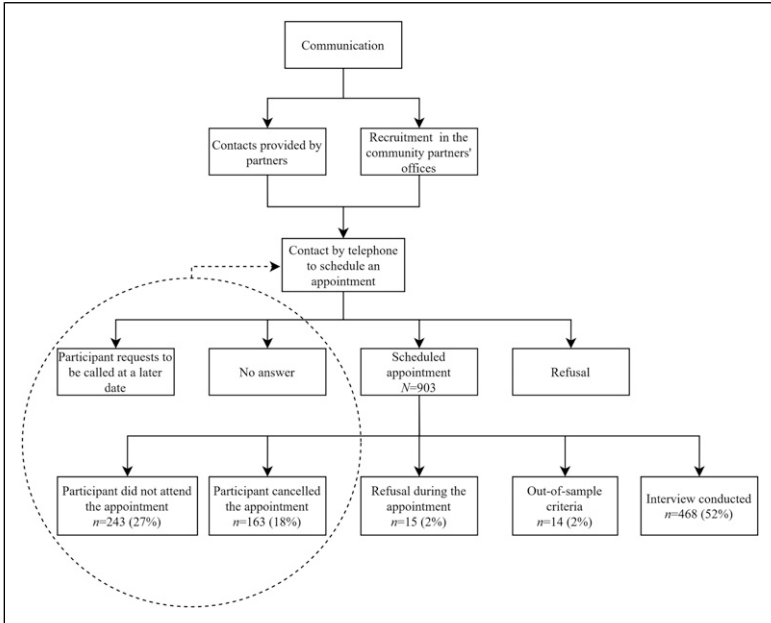 Communication
Contacts provided by
partners
Recruitment in the
community partners'
offices
Contact by telephone
to schedule an
appointment
Participant requests to
be called at a later
date
No answer
Scheduled
appointment
N=903
Refusal
Participant did not attend
the appointment
n=243 (27%)
Participant cancelled
the appointment
n=163 (18%)
Refusal during the
appointment
n=15 (2%)
Out-of-sample
criteria
n=14 (2%)
Interview conducted
n=468 (52%)